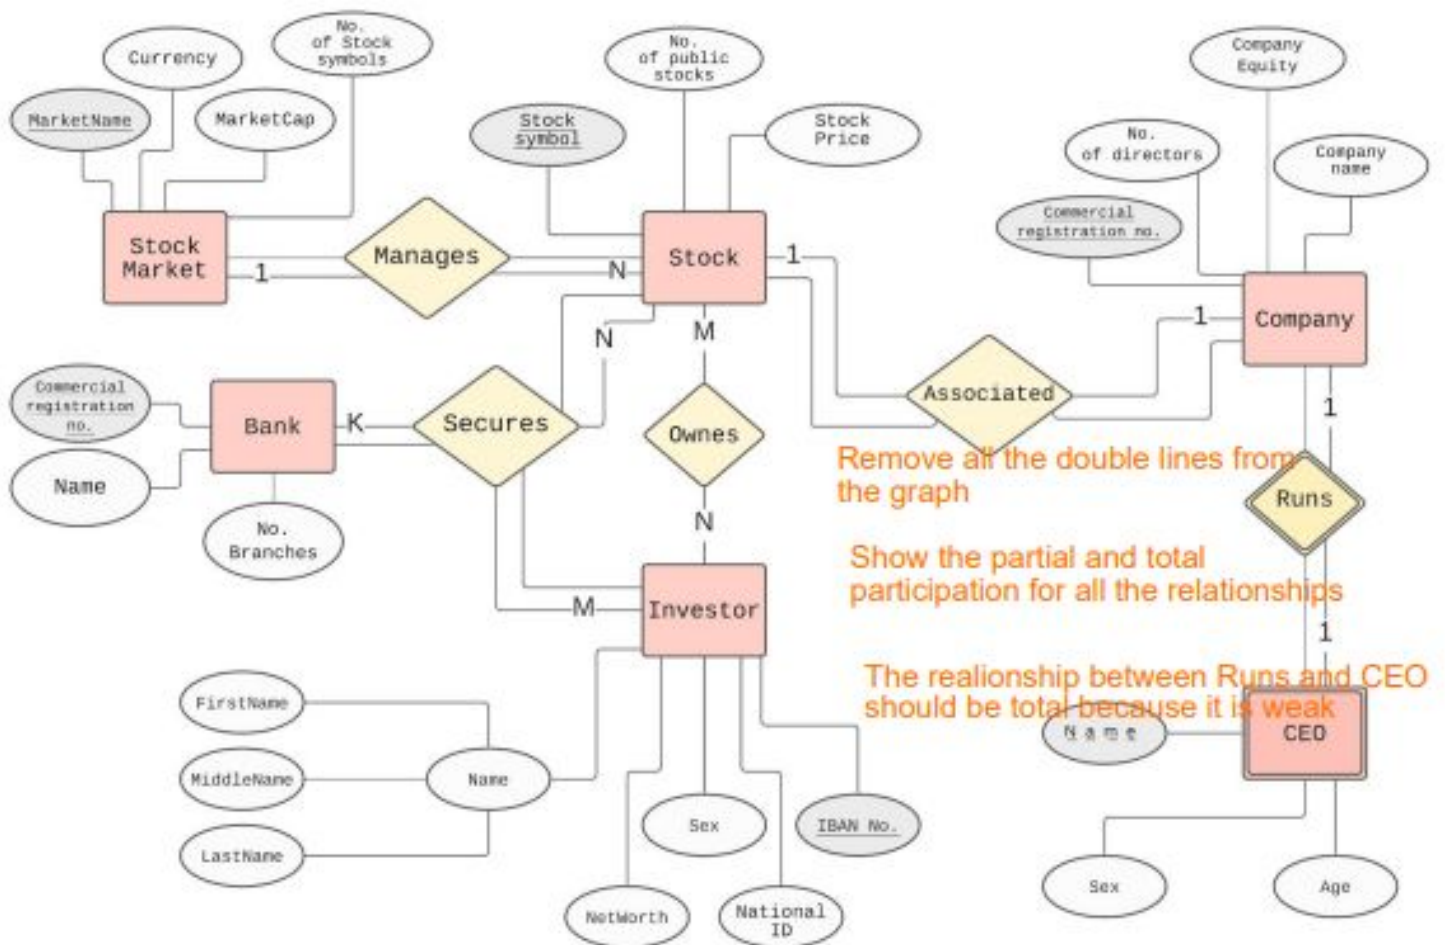 No.
of Stock
symbols
Currency
MarketName
MarketCap
No.
of public
stocks
Stock
symbol
Stock
Price
Company
Equity
No.
of directors
Company
name
Commercial
registration no.
Stock
Market
1
Manages
N
Stock
1
1
Company
N
M
1
Commercial
registration
no.
Bank
K
Secures
Ownes
Associated
Name
No.
Branches
Remove all the double lines from
the graph
Runs
N
Show the partial and total
participation for all the relationships
M
Investor
1
The realionship between Runs and CEO
should be total because it is weak
Name
CEO
FirstName
MiddleName
LastName
Name
Sex
IBAN No.
NetWorth
National
ID
Sex
Age